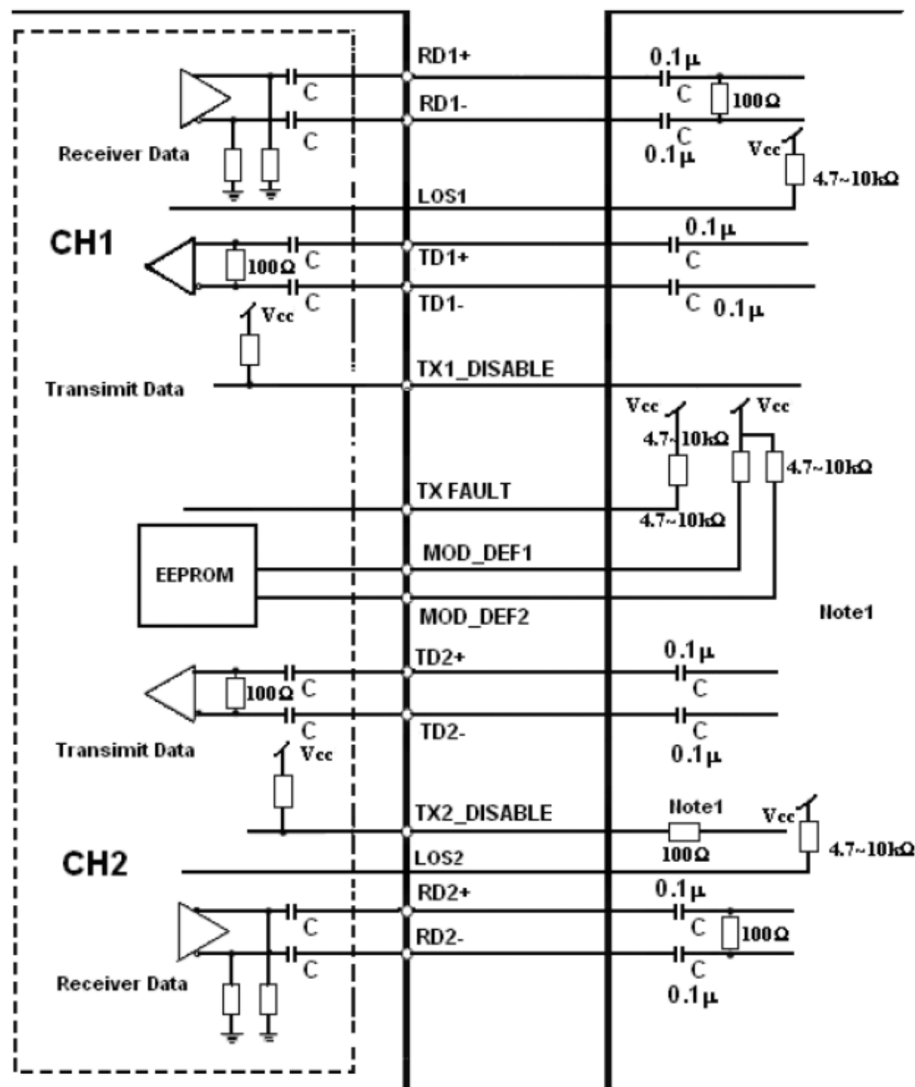 RD1+
0.1μ
C
C
100Ω
RD1-
C
C
0.1μ
Vcc
Receiver Data
4.7~10kΩ
LOS1
CH1
0.1μ
100Ω
C
TD1+
C
C
TD1-
C
0.1μ
Vcc
TX1_DISABLE
Transimit Data
Vcc
Vcc
4.7~10kΩ
4.7~10kΩ
TX FAULT
4.7~10kΩ
MOD_DEF1
EEPROM
MOD_DEF2
Note1
TD2+
0.1μ
100Ω
C
C
C
TD2-
C
0.1μ
Transimit Data
Vcc
TX2_DISABLE
Note1
Vcc
100Ω
4.7~10kΩ
CH2
LOS2
RD2+
0.1μ
C
C
100Ω
RD2-
C
C
0.1μ
Receiver Data